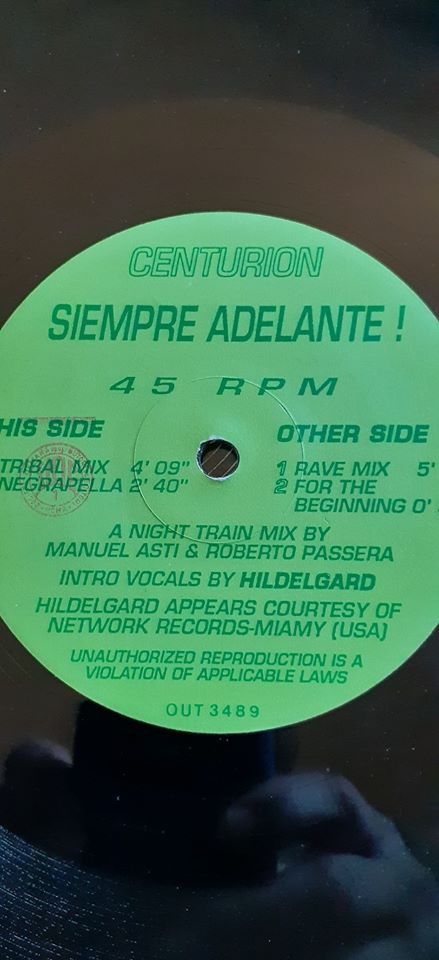 CENTURION
SIEMPRE ADELANTE !
45 RPM
HIS SIDE
TRIBAL MIX 4' 09"
NEGRAPELLA 2' 40"
OTHER SIDE
1 RAVE MIX 5'
2 FOR THE
BEGINNING 0'
A NIGHT TRAIN MIX BY
MANUEL ASTI & ROBERTO PASSERA
INTRO VOCALS BY HILDELGARD
HILDELGARD APPEARS COURTESY OF
NETWORK RECORDS-MIAMY (USA)
UNAUTHORIZED REPRODUCTION IS A
VIOLATION OF APPLICABLE LAWS
OUT 3489